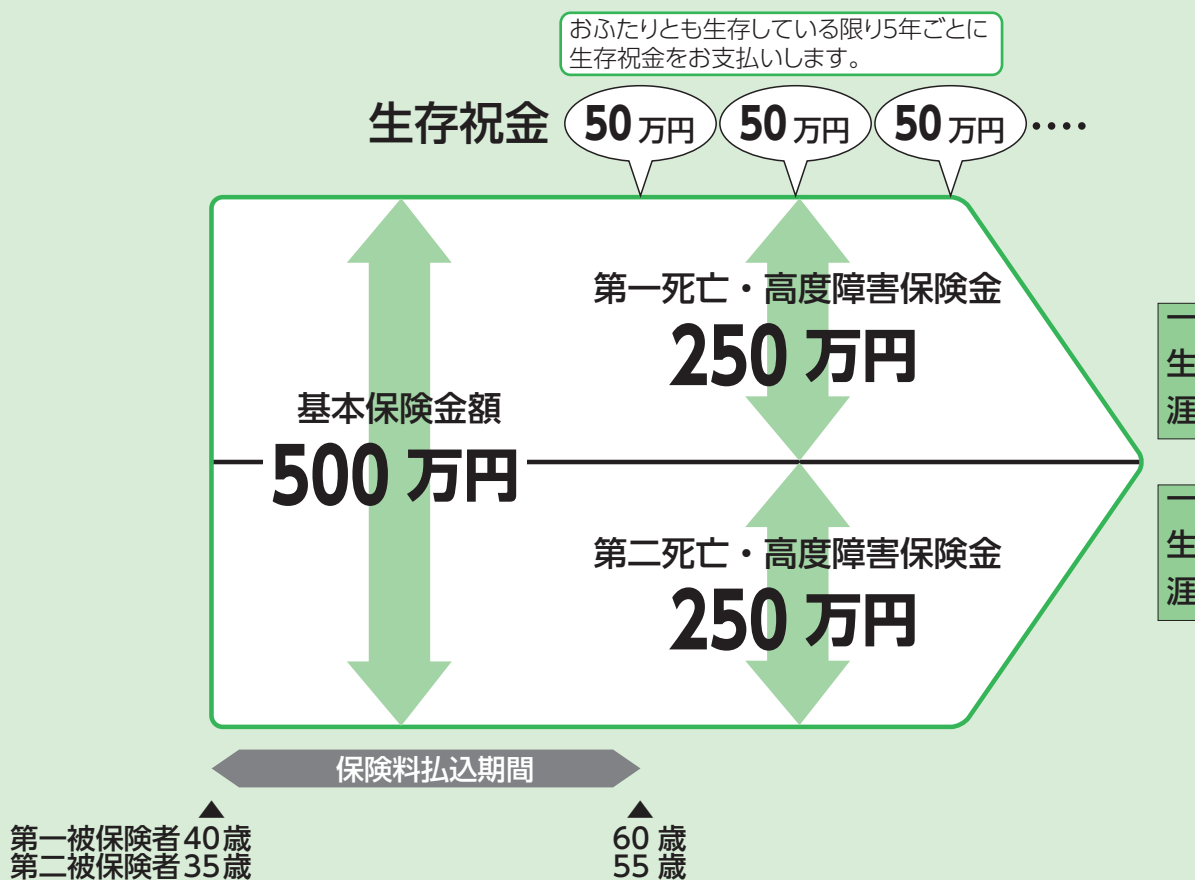 おふたりとも生存している限り5年ごとに
生存祝金をお支払いします。
生存祝金 50万円 50万円 50万円 ‥‥
第一死亡・高度障害保険金
250万円
基本保険金額
500万円
第二死亡・高度障害保険金
250万円
一生涯
一生涯
保険料払込期間
▲ ▲
第一被保険者40歳 60歳
第二被保険者35歳 55歳